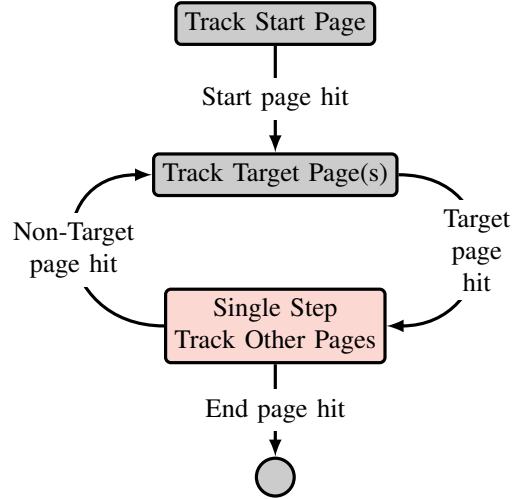 Track Start Page
Start page hit
Track Target Page(s)
Non-Target
page hit
Target
page
hit
Single Step
Track Other Pages
End page hit